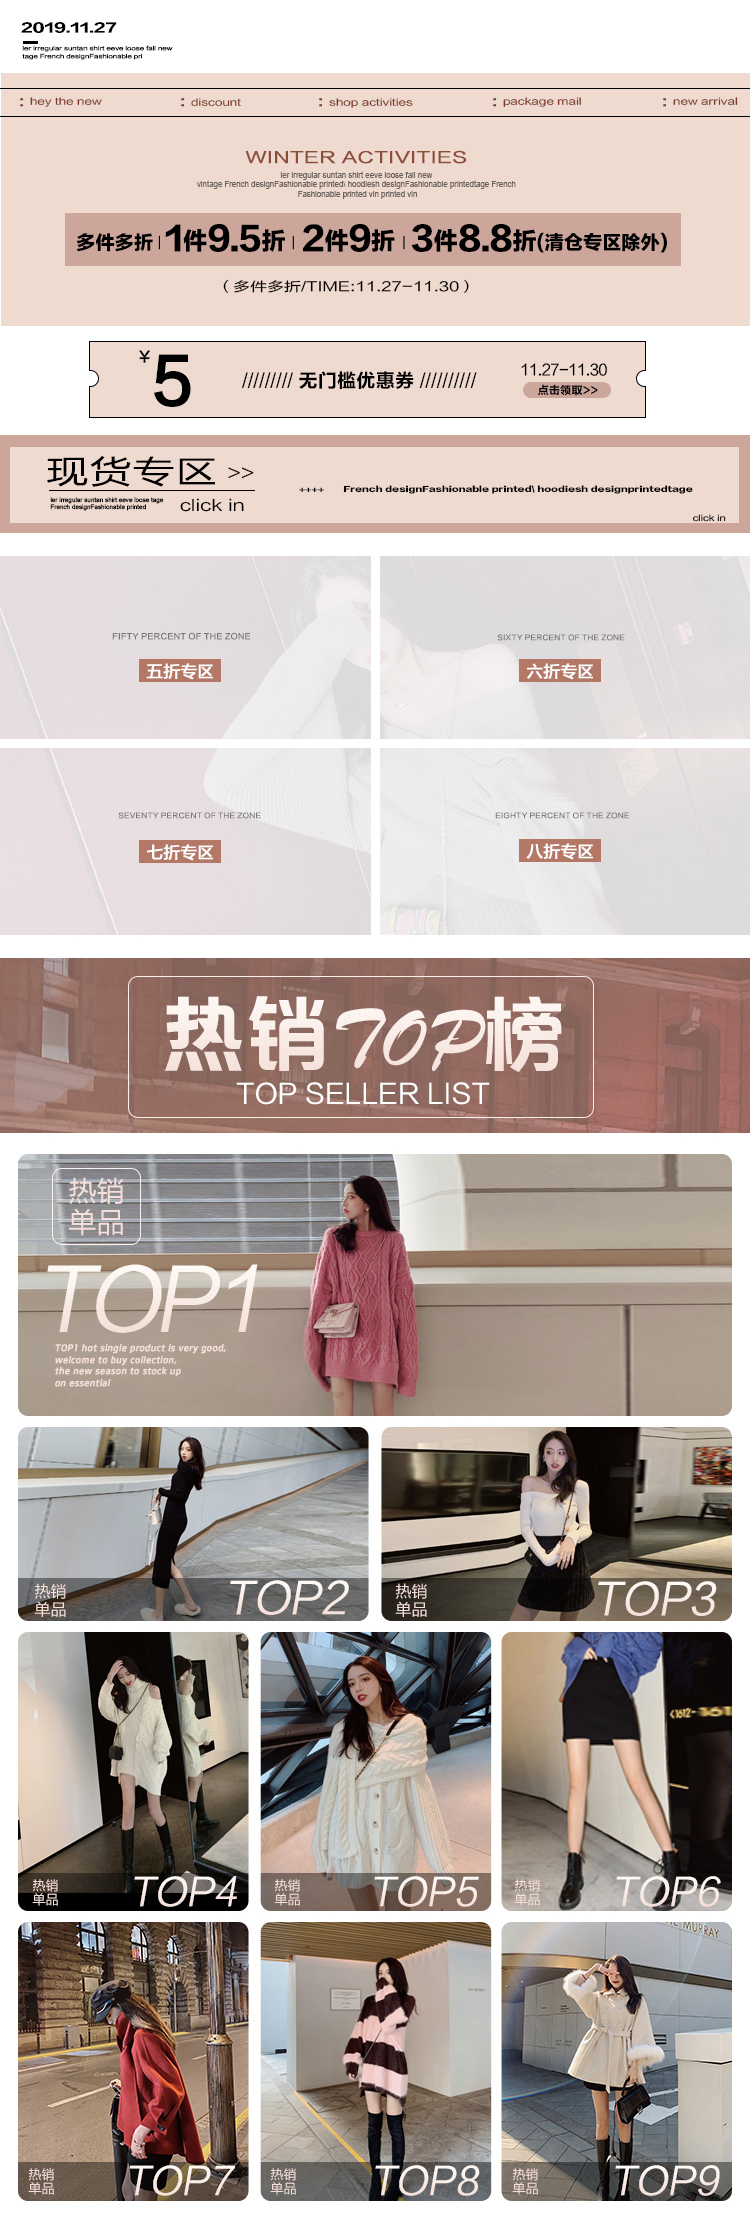 2019.11.27
ler irregular suntan shirt eeve loose fall new
tage French designFashionable pri
: hey the new
: discount
: shop activities
: package mail
: new arrival
WINTER ACTIVITIES
ler irregular suntan shirt eeve loose fall new
vintage French designFashionable printed\ hoodiesh designFashionable printedtage French
Fashionable printed vin printed vin
多件多折 | 1件9.5折 | 2件9折 | 3件8.8折(清仓专区除外)
( 多件多折/TIME:11.27-11.30 )
¥5
///////// 无门槛优惠券 //////////
11.27-11.30
点击领取>>
现货专区 >>
ler irregular suntan shirt eeve loose tage
French designFashionable printed
click in
++++ French designFashionable printed\ hoodiesh designprintedtage
click in
FIFTY PERCENT OF THE ZONE
五折专区
SIXTY PERCENT OF THE ZONE
六折专区
SEVENTY PERCENT OF THE ZONE
七折专区
EIGHTY PERCENT OF THE ZONE
八折专区
热销TOP榜
TOP SELLER LIST
热销
单品
TOP1
TOP1 hot single product is very good,
welcome to buy collection,
the new season to stock up
on essential
热销
单品
TOP2
热销
单品
TOP3
热销
单品
TOP4
热销
单品
TOP5
1612 - 161
热销
单品
TOP6
热销
单品
TOP7
热销
单品
TOP8
MURRAY
热销
单品
TOP9